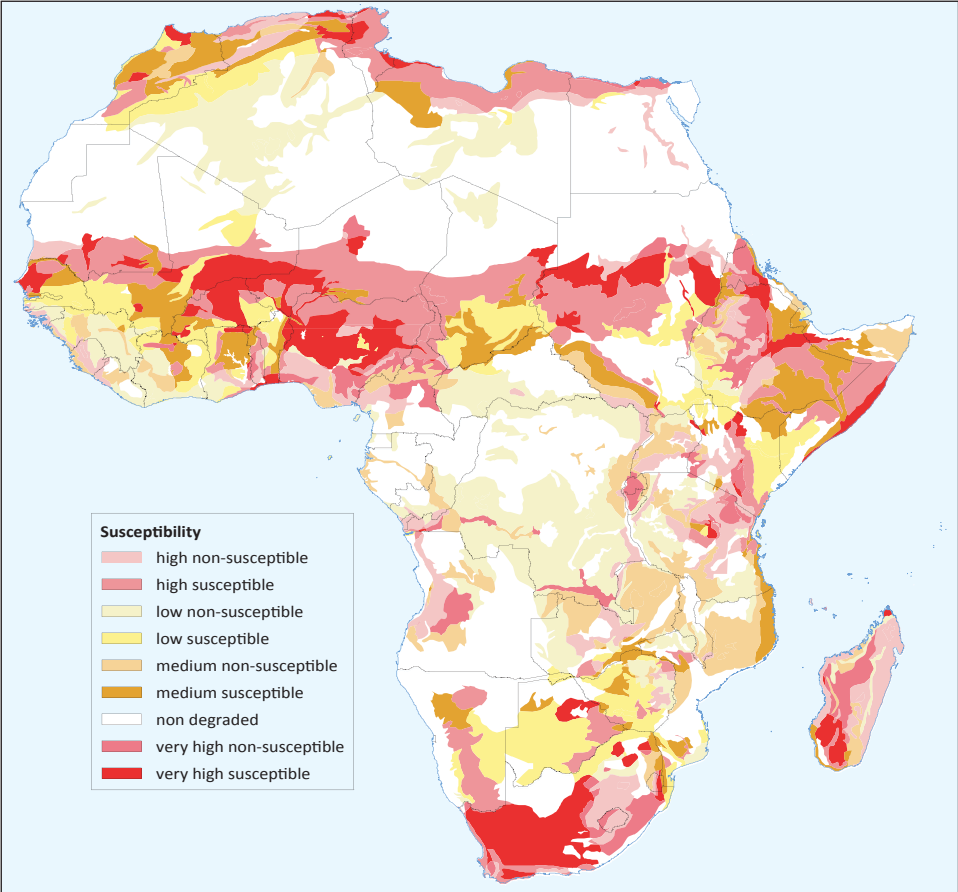 Susceptibility
high non-susceptible
high susceptible
low non-susceptible
low susceptible
medium non-susceptible
medium susceptible
non degraded
very high non-susceptible
very high susceptible